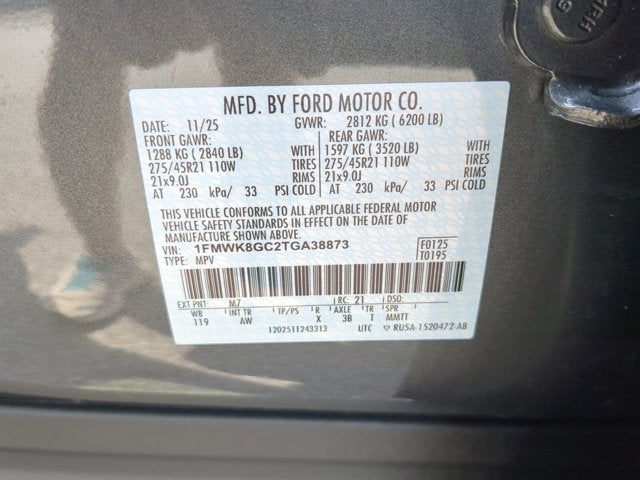 MFD. BY FORD MOTOR CO.
DATE: 11/25 GVWR: 2812 KG ( 6200 LB)
FRONT GAWR: REAR GAWR:
1288 KG ( 2840 LB) WITH 1597 KG ( 3520 LB) WITH
275/45R21 110W TIRES 275/45R21 110W TIRES
21x9.0J RIMS 21x9.0J RIMS
AT 230 kPa/ 33 PSI COLD AT 230 kPa/ 33 PSI COLD
THIS VEHICLE CONFORMS TO ALL APPLICABLE FEDERAL MOTOR
VEHICLE SAFETY STANDARDS IN EFFECT ON THE DATE OF
MANUFACTURE SHOWN ABOVE.
VIN: 1FMWK8GC2TGA38873 F0125
TYPE: MPV T0195
EXT PNT: M7 RC: 21 DSO:
WB INT TR TP/PS R AXLE TR SPR
119 AW X 3B T MMTT
1202511243313 UTC RU5A-1520472-AB